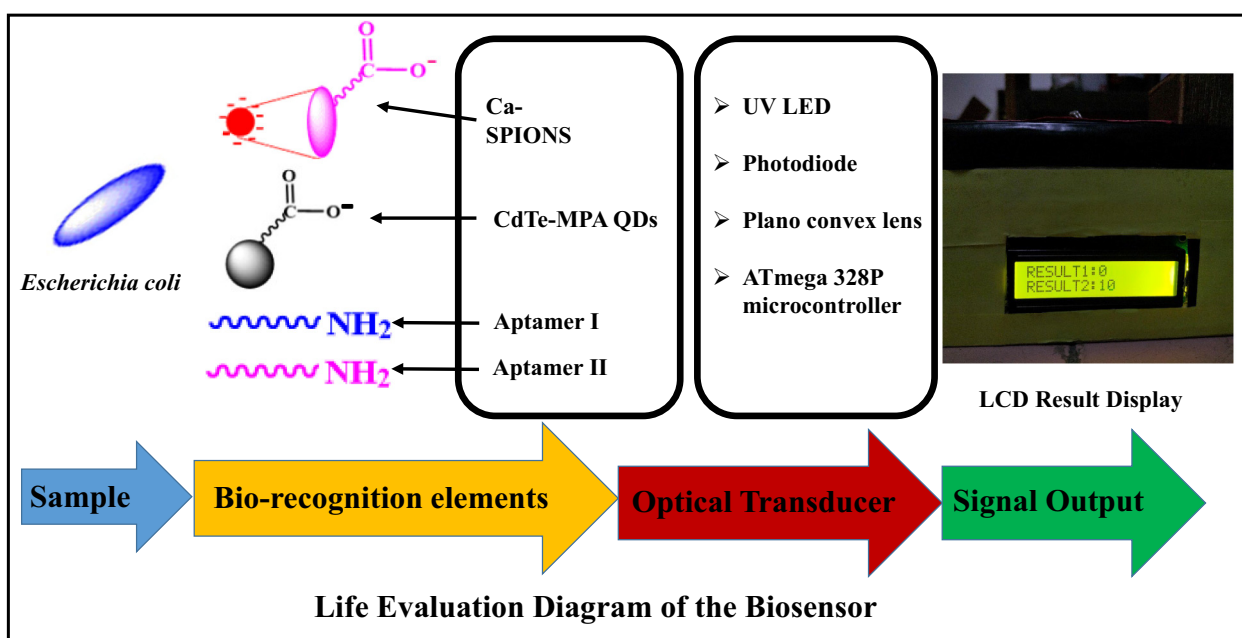 O
C
O-
Ca-
SPIONS
O
C
O-
CdTe-MPA QDs
Escherichia coli
NH2
Aptamer I
NH2
Aptamer II
➢ UV LED
➢ Photodiode
➢ Plano convex lens
➢ ATmega 328P
microcontroller
RESULT1:0
RESULT2:10
LCD Result Display
Sample
Bio-recognition elements
Optical Transducer
Signal Output
Life Evaluation Diagram of the Biosensor